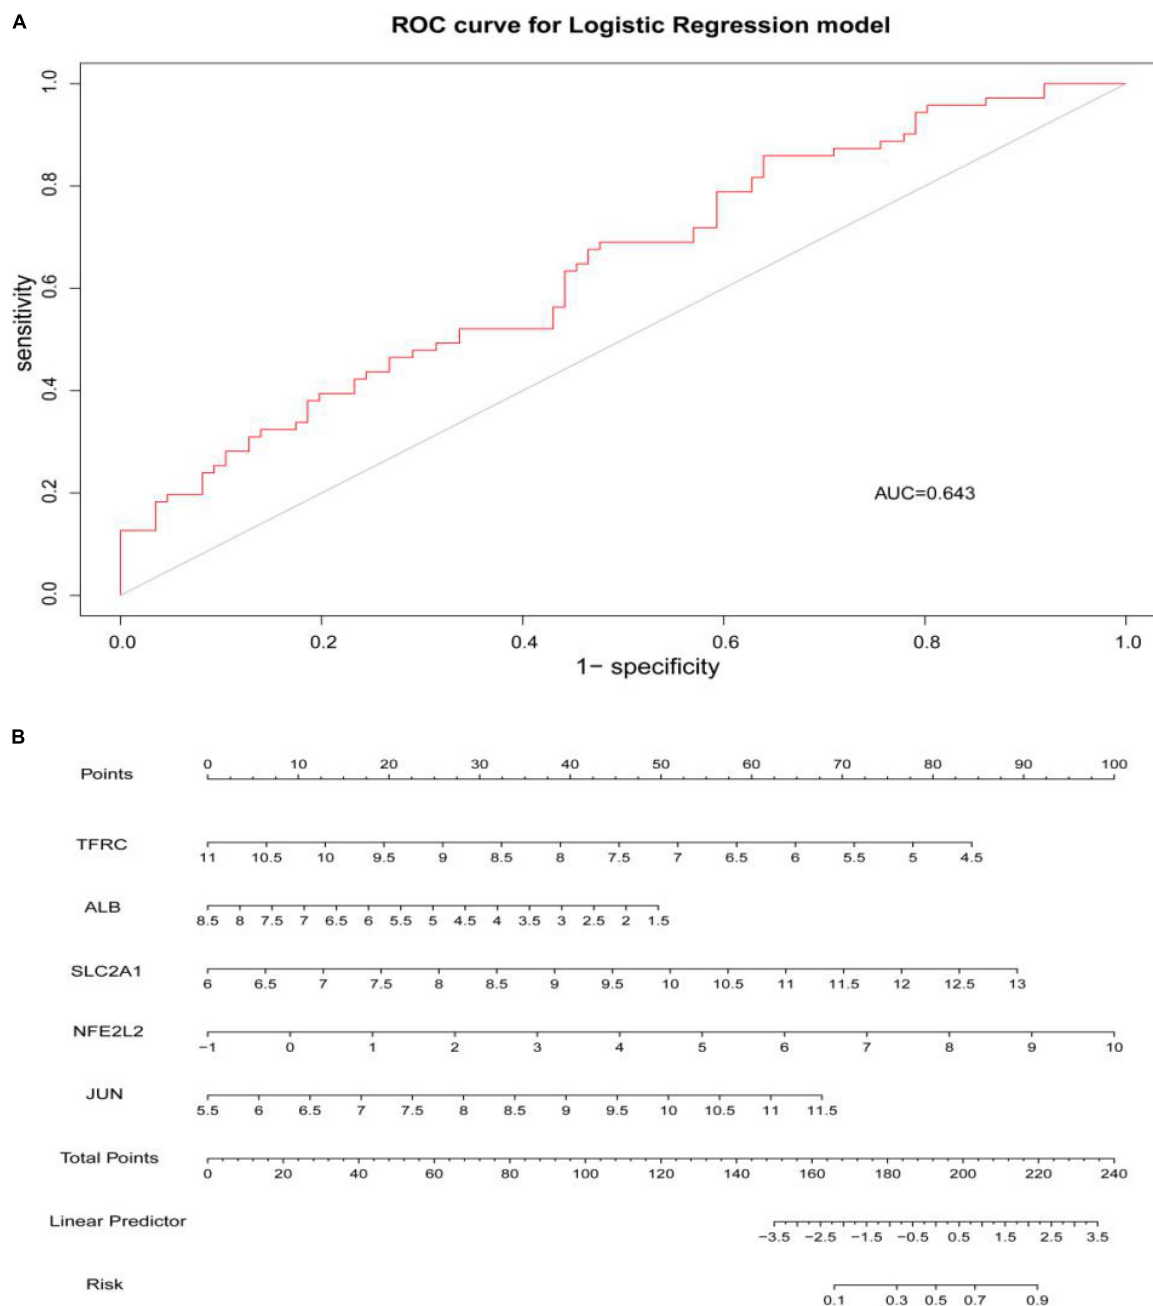 A
ROC curve for Logistic Regression model
sensitivity
1.0
0.8
0.6
0.4
0.2
0.0
AUC=0.643
0.0 0.2 0.4 0.6 0.8 1.0
1− specificity
B
Points 0 10 20 30 40 50 60 70 80 90 100
TFRC 11 10.5 10 9.5 9 8.5 8 7.5 7 6.5 6 5.5 5 4.5
ALB 8.5 8 7.5 7 6.5 6 5.5 5 4.5 4 3.5 3 2.5 2 1.5
SLC2A1 6 6.5 7 7.5 8 8.5 9 9.5 10 10.5 11 11.5 12 12.5 13
NFE2L2 −1 0 1 2 3 4 5 6 7 8 9 10
JUN 5.5 6 6.5 7 7.5 8 8.5 9 9.5 10 10.5 11 11.5
Total Points 0 20 40 60 80 100 120 140 160 180 200 220 240
Linear Predictor −3.5 −2.5 −1.5 −0.5 0.5 1.5 2.5 3.5
Risk 0.1 0.3 0.5 0.7 0.9